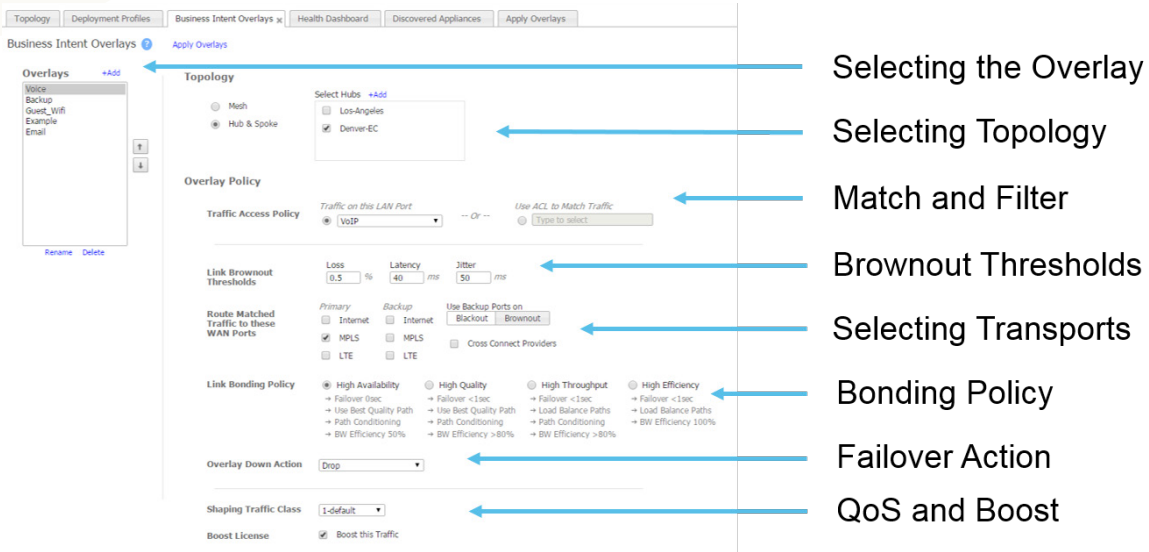 Topology Deployment Profiles Business Intent Overlays x Health Dashboard Discovered Appliances Apply Overlays
Business Intent Overlays ? Apply Overlays
Overlays +Add
Voice
Backup
Guest_Wifi
Example
Email
Rename Delete
Topology
Mesh
Hub & Spoke
Select Hubs +Add
Los-Angeles
Denver-EC
Overlay Policy
Traffic Access Policy
Traffic on this LAN Port
VoIP
-- Or --
Use ACL to Match Traffic
Type to select
Link Brownout
Thresholds
Loss Latency Jitter
0.5 % 40 ms 50 ms
Route Matched
Traffic to these
WAN Ports
Primary Backup Use Backup Ports on
Internet Internet Blackout Brownout
MPLS MPLS Cross Connect Providers
LTE LTE
Link Bonding Policy
High Availability
→ Failover 0sec
→ Use Best Quality Path
→ Path Conditioning
→ BW Efficiency 50%
High Quality
→ Failover <1sec
→ Use Best Quality Path
→ Path Conditioning
→ BW Efficiency >80%
High Throughput
→ Failover <1sec
→ Load Balance Paths
→ Path Conditioning
→ BW Efficiency >80%
High Efficiency
→ Failover <1sec
→ Load Balance Paths
→ BW Efficiency 100%
Overlay Down Action Drop
Shaping Traffic Class 1-default
Boost License Boost this Traffic
Selecting the Overlay
Selecting Topology
Match and Filter
Brownout Thresholds
Selecting Transports
Bonding Policy
Failover Action
QoS and Boost